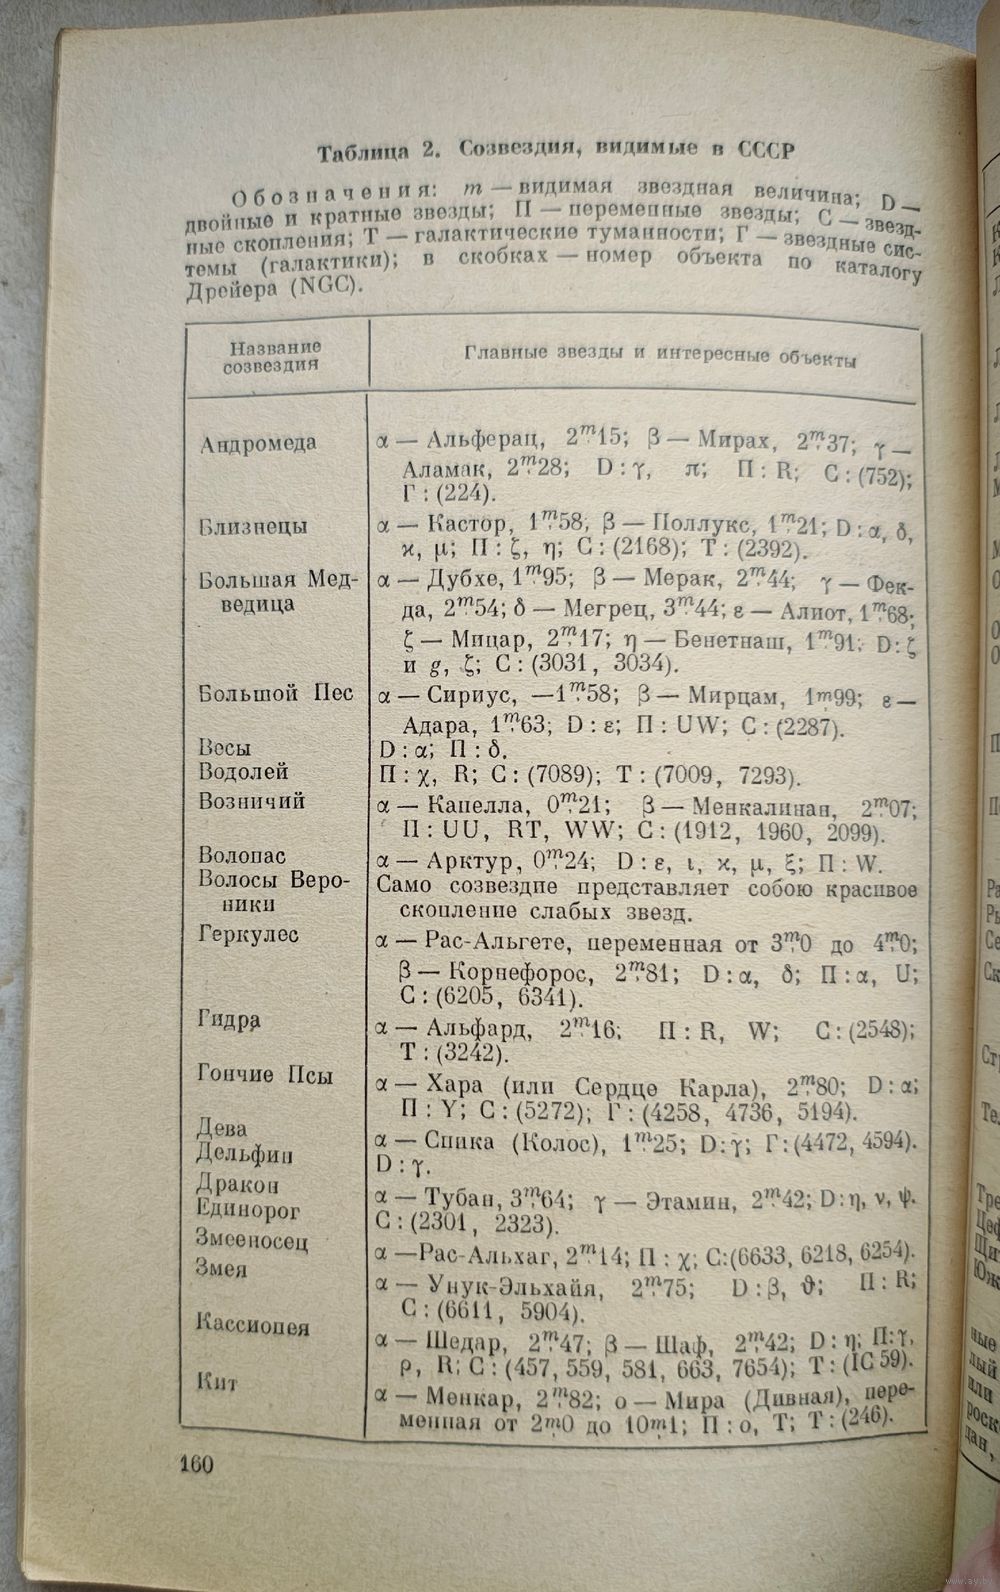 Таблица 2. Созвездия, видимые в СССР
Обозначения: m — видимая звездная величина; D —
двойные и кратные звезды; П — переменные звезды; С — звезд-
ные скопления; Т — галактические туманности; Г — звездные сис-
темы (галактики); в скобках — номер объекта по каталогу
Дрейера (NGC).
Название
созвездия
Главные звезды и интересные объекты
Андромеда
α — Альферац, 2ᵐ15; β — Мирах, 2ᵐ37; γ —
Аламак, 2ᵐ28; D : γ, π; П : R; С : (752);
Г : (224).
Близнецы
α — Кастор, 1ᵐ58; β — Поллукс, 1ᵐ21; D : α, δ,
ϰ, μ; П : ζ, η; С : (2168); Т : (2392).
Большая Мед-
ведица
α — Дубхе, 1ᵐ95; β — Мерак, 2ᵐ44; γ — Фек-
да, 2ᵐ54; δ — Мегрец, 3ᵐ44; ε — Алиот, 1ᵐ68;
ζ — Мицар, 2ᵐ17; η — Бенетнаш, 1ᵐ91; D : ζ
и g, ζ; С : (3031, 3034).
Большой Пес
α — Сириус, —1ᵐ58; β — Мирцам, 1ᵐ99; ε —
Адара, 1ᵐ63; D : ε; П : UW; С : (2287).
Весы
D : α; П : δ.
Водолей
П : χ, R; С : (7089); Т : (7009, 7293).
Возничий
α — Капелла, 0ᵐ21; β — Менкалинан, 2ᵐ07;
П : UU, RT, WW; С : (1912, 1960, 2099).
Волопас
α — Арктур, 0ᵐ24; D : ε, ι, ϰ, μ, ξ; П : W.
Волосы Веро-
ники
Само созвездие представляет собою красивое
скопление слабых звезд.
Геркулес
α — Рас-Альгете, переменная от 3ᵐ0 до 4ᵐ0;
β — Корнефорос, 2ᵐ81; D : α, δ; П : α, U;
С : (6205, 6341).
Гидра
α — Альфард, 2ᵐ16; П : R, W; С : (2548);
Т : (3242).
Гончие Псы
α — Хара (или Сердце Карла), 2ᵐ80; D : α;
П : Y; С : (5272); Г : (4258, 4736, 5194).
Дева
α — Спика (Колос), 1ᵐ25; D : γ; Г : (4472, 4594).
Дельфин
D : γ.
Дракон
α — Тубан, 3ᵐ64; γ — Этамин, 2ᵐ42; D : η, ν, ψ.
Единорог
С : (2301, 2323).
Змееносец
α — Рас-Альхаг, 2ᵐ14; П : χ; С : (6633, 6218, 6254).
Змея
α — Унук-Эльхайя, 2ᵐ75; D : β, ϑ; П : R;
С : (6611, 5904).
Кассиопея
α — Шедар, 2ᵐ47; β — Шаф, 2ᵐ42; D : η; П : γ,
ρ, R; С : (457, 559, 581, 663, 7654); Т : (IC 59).
Кит
α — Менкар, 2ᵐ82; о — Мира (Дивная), пере-
менная от 2ᵐ0 до 10ᵐ1; П : о, Т; Т : (246).
160
www.ay.by